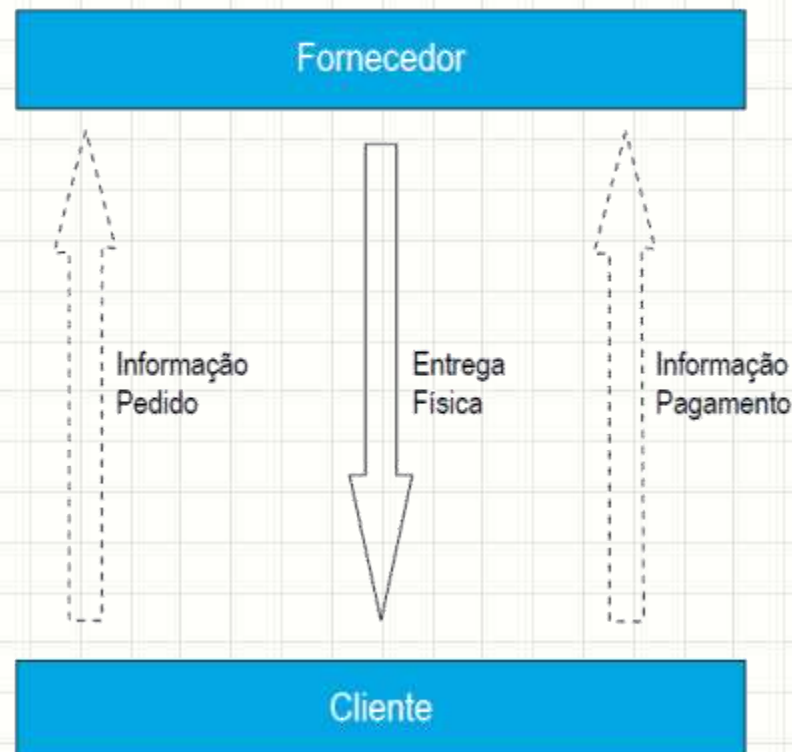 Fornecedor
Informação
Pedido
Entrega
Física
Informação
Pagamento
Cliente